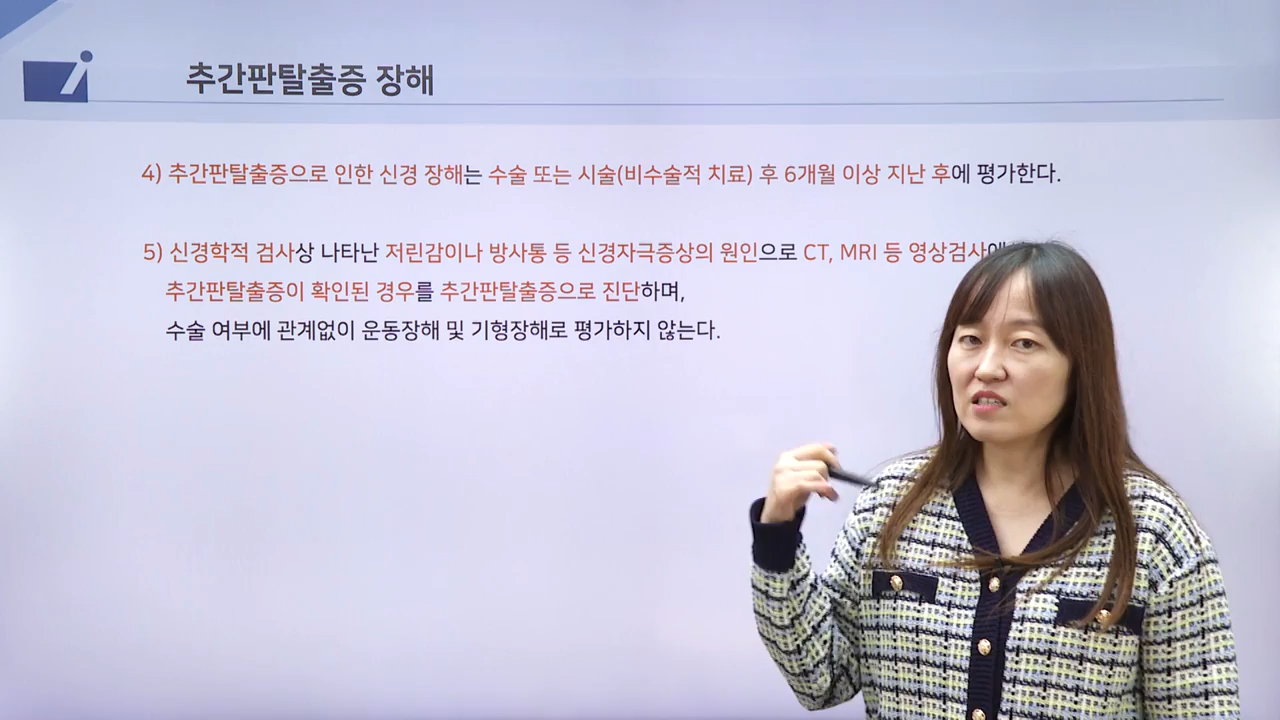 추간판탈출증 장해
4) 추간판탈출증으로 인한 신경 장해는 수술 또는 시술(비수술적 치료) 후 6개월 이상 지난 후에 평가한다.
5) 신경학적 검사상 나타난 저린감이나 방사통 등 신경자극증상의 원인으로 CT, MRI 등 영상검사에
추간판탈출증이 확인된 경우를 추간판탈출증으로 진단하며,
수술 여부에 관계없이 운동장해 및 기형장해로 평가하지 않는다.